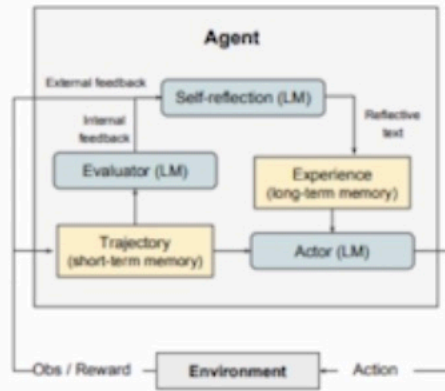 Agent
External feedback
Self-reflection (LM)
Internal
feedback
Reflective
text
Evaluator (LM)
Experience
(long-term memory)
Trajectory
(short-term memory)
Actor (LM)
Obs / Reward
Environment
Action